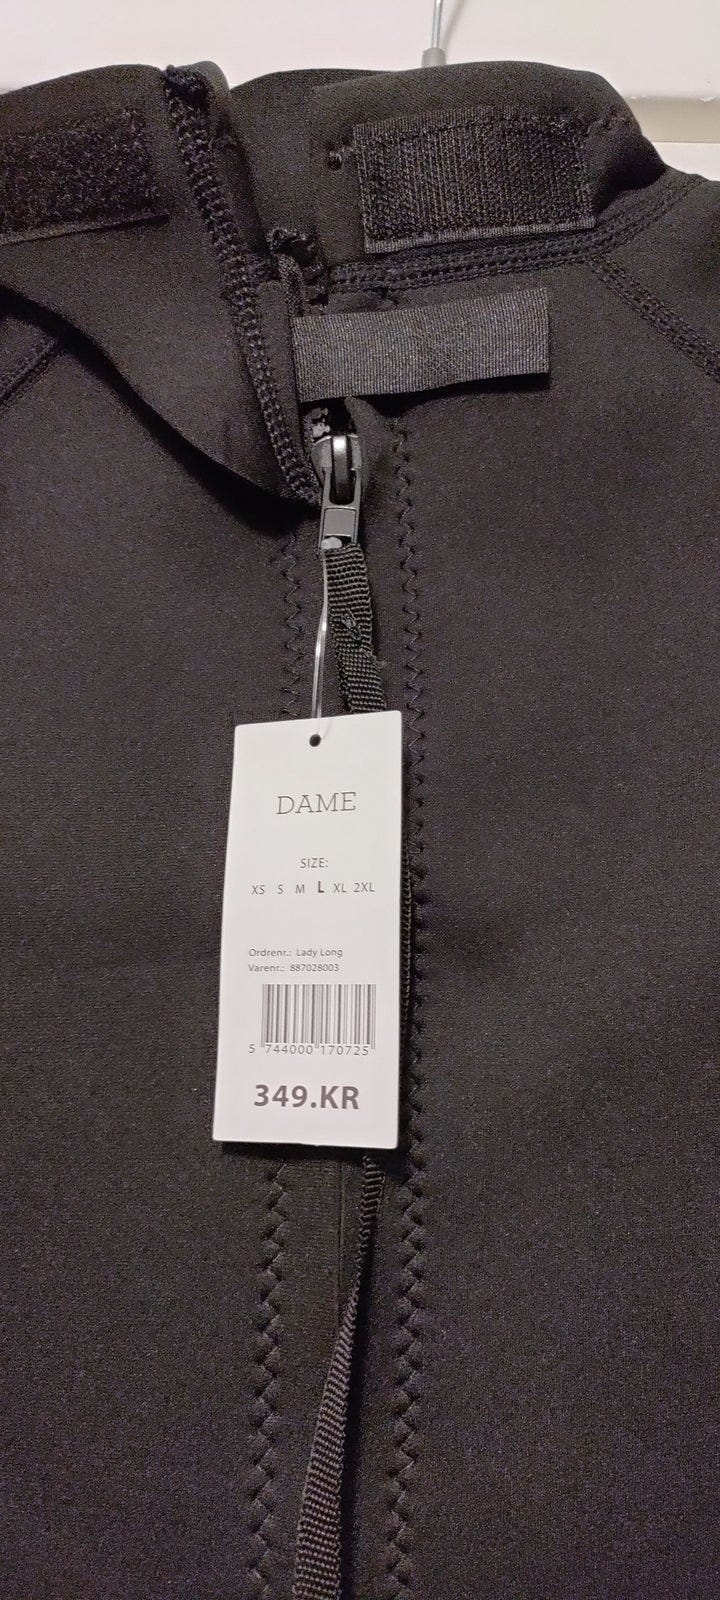 DAME
SIZE:
XS S M L XL 2XL
Ordrenr.: Lady Long
Varenr.: 887028003
5 744000 170725
349.KR